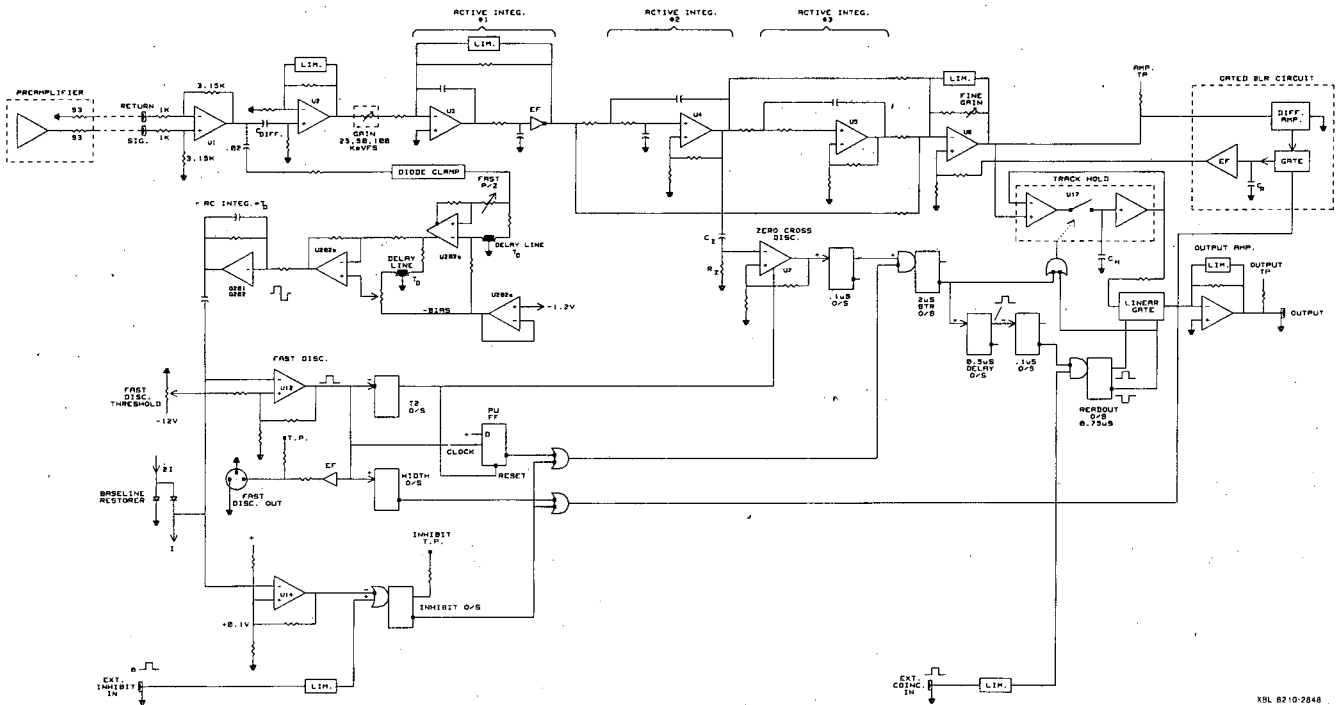 ACTIVE INTEG. #1
ACTIVE INTEG. #2
ACTIVE INTEG. #3
PREAMPLIFIER
93
93
RETURN
SIG.
1K
1K
3.15K
U1
3.15K
.02
C DIFF.
LIM.
U2
GAIN
25,50,100
KeVFS
LIM.
U3
EF
U4
U5
LIM.
FINE
GAIN
U6
AMP.
TP
GATED BLR CIRCUIT
DIFF.
AMP.
GATE
EF
C R
DIODE CLAMP
FAST
P/Z
DELAY LINE
T D
U202a
RC INTEG. = T D
Q201
Q202
DELAY
LINE
T D
-BIAS
-1.2V
C Z
R Z
ZERO CROSS
DISC.
U7
.1uS
O/S
2uS
BTR
O/S
0.5uS
DELAY
O/S
.1uS
O/S
READOUT
O/S
0.75uS
TRACK HOLD
U17
C H
LINEAR
GATE
OUTPUT AMP.
LIM.
OUTPUT
TP
OUTPUT
FAST DISC.
U12
FAST
DISC.
THRESHOLD
-12V
T2
O/S
PU
FF
D
CLOCK
RESET
T.P.
EF
FAST
DISC. OUT
WIDTH
O/S
2I
BASELINE
RESTORER
I
U14
+0.1V
INHIBIT
T.P.
INHIBIT O/S
EXT.
INHIBIT
IN
0
LIM.
EXT.
COINC.
IN
LIM.
XBL 8210-2848